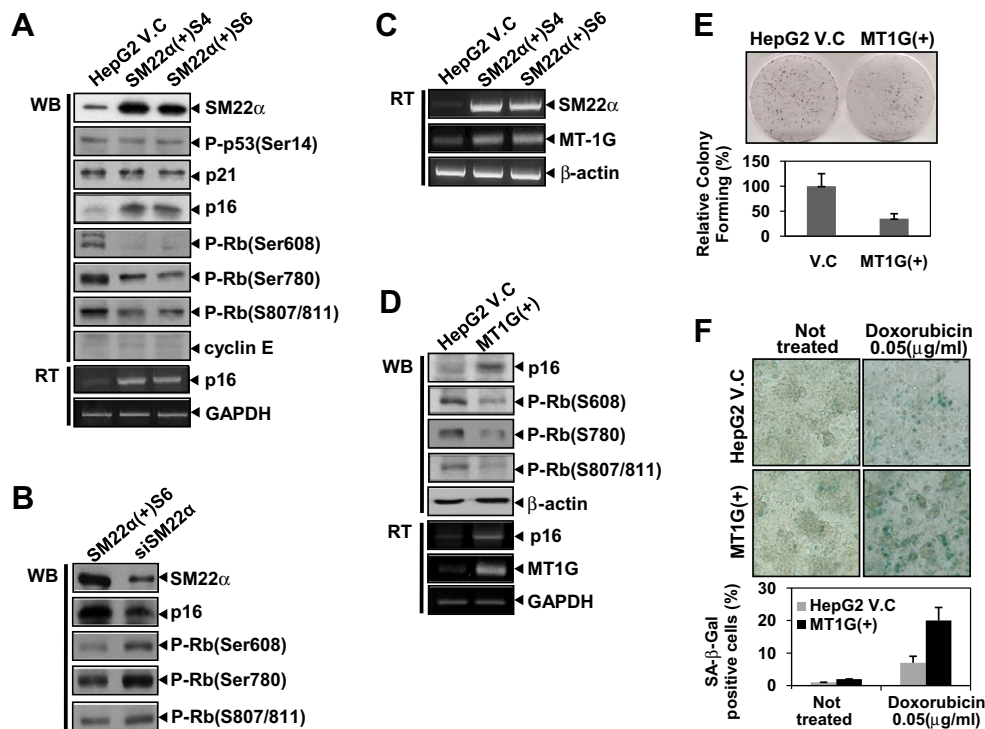 A
HepG2 V.C
SM22α(+)S4
SM22α(+)S6
WB
SM22α
P-p53(Ser14)
p21
p16
P-Rb(Ser608)
P-Rb(Ser780)
P-Rb(S807/811)
cyclin E
RT
p16
GAPDH
B
SM22α(+)S6
siSM22α
WB
SM22α
p16
P-Rb(Ser608)
P-Rb(Ser780)
P-Rb(S807/811)
C
HepG2 V.C
SM22α(+)S4
SM22α(+)S6
RT
SM22α
MT-1G
β-actin
D
HepG2 V.C
MT1G(+)
WB
p16
P-Rb(S608)
P-Rb(S780)
P-Rb(S807/811)
β-actin
RT
p16
MT1G
GAPDH
E
HepG2 V.C MT1G(+)
Relative Colony
Forming (%)
150
100
50
0
V.C MT1G(+)
F
Not
treated
Doxorubicin
0.05(μg/ml)
HepG2 V.C
MT1G(+)
SA-β-Gal
positive cells (%)
30
20
10
0
HepG2 V.C
MT1G(+)
Not
treated
Doxorubicin
0.05(μg/ml)